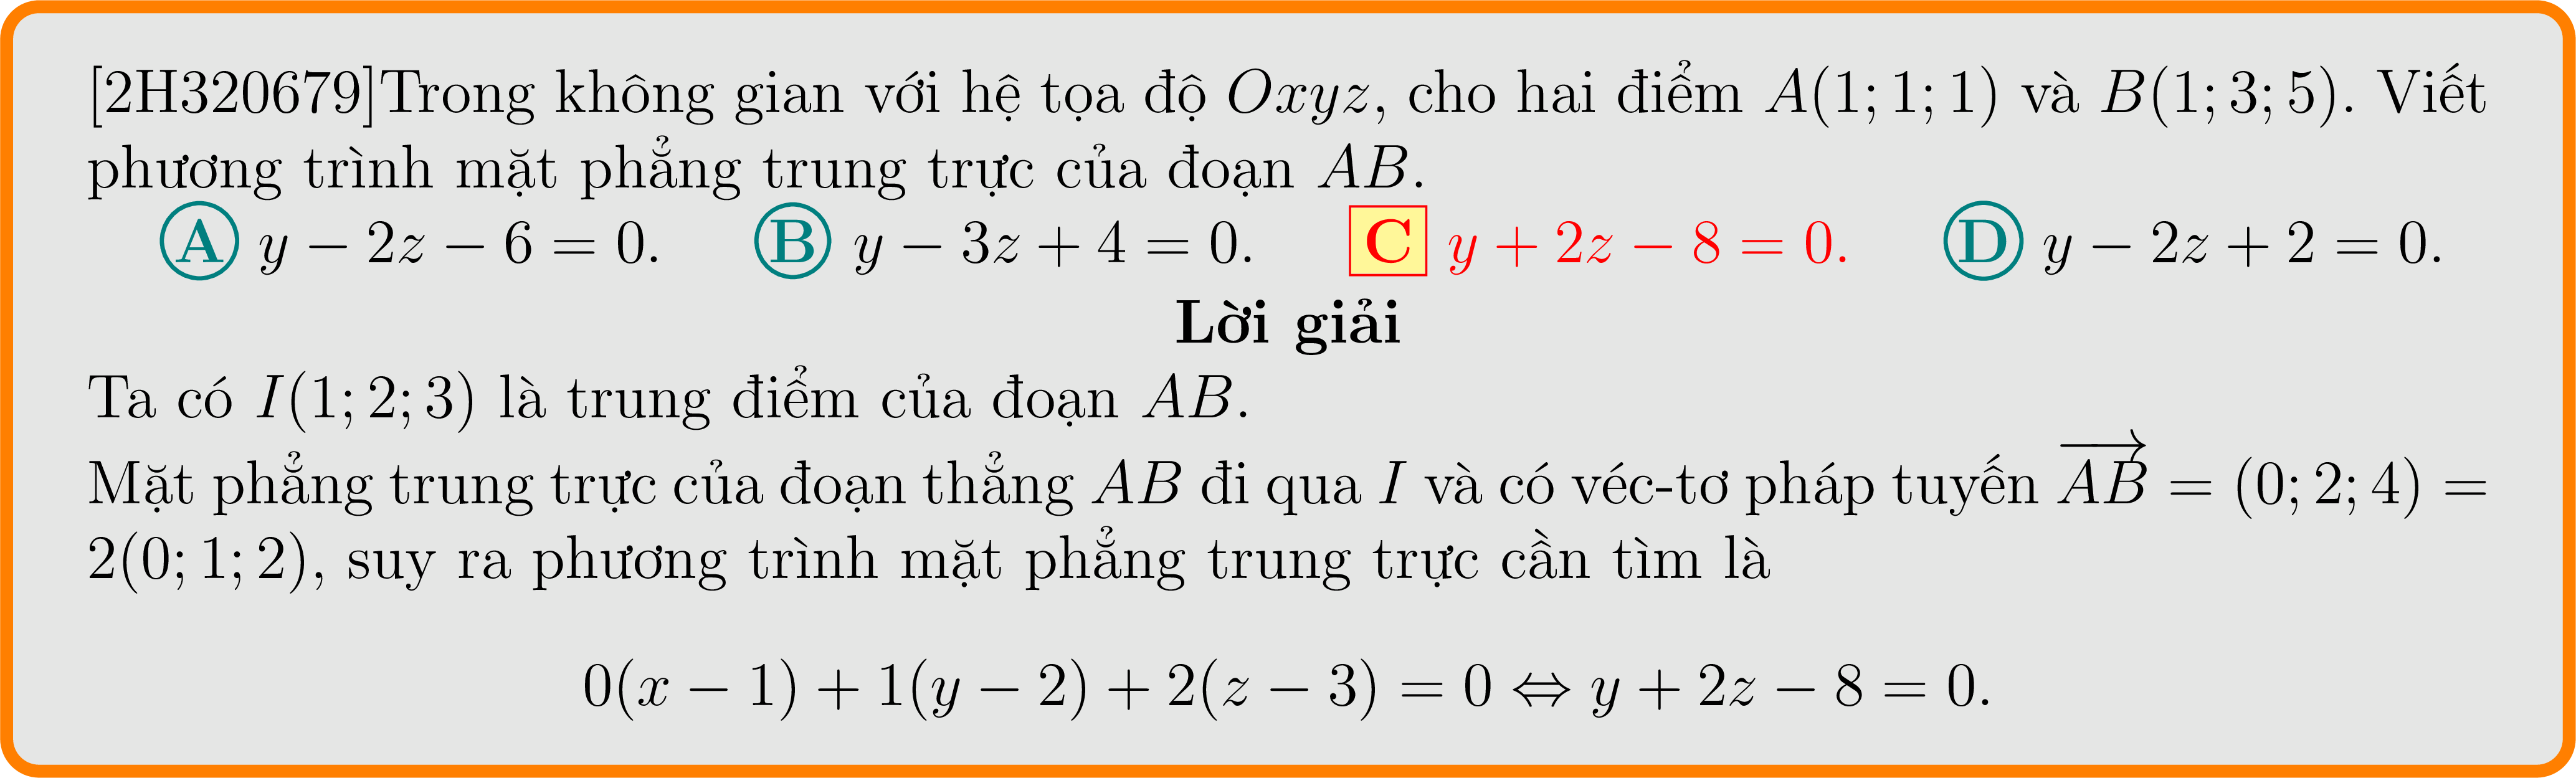 [2H320679]Trong không gian với hệ tọa độ Oxyz, cho hai điểm A(1; 1; 1) và B(1; 3; 5). Viết
phương trình mặt phẳng trung trực của đoạn AB.
A y − 2z − 6 = 0. B y − 3z + 4 = 0. C y + 2z − 8 = 0. D y − 2z + 2 = 0.
Lời giải
Ta có I(1; 2; 3) là trung điểm của đoạn AB.
Mặt phẳng trung trực của đoạn thẳng AB đi qua I và có véc-tơ pháp tuyến $\overrightarrow{AB}$ = (0; 2; 4) =
2(0; 1; 2), suy ra phương trình mặt phẳng trung trực cần tìm là
0(x − 1) + 1(y − 2) + 2(z − 3) = 0 ⇔ y + 2z − 8 = 0.